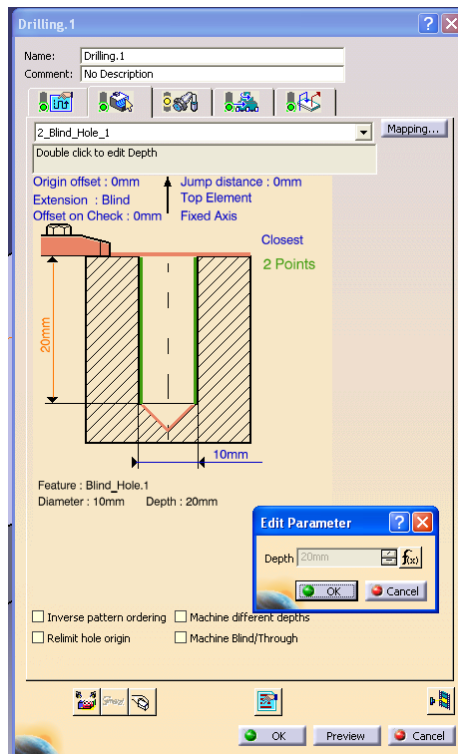 Drilling.1
Name: Drilling.1
Comment: No Description
2_Blind_Hole_1
Mapping...
Double click to edit Depth
Origin offset : 0mm Jump distance : 0mm
Extension : Blind Top Element
Offset on Check : 0mm Fixed Axis
Closest
2 Points
20mm
10mm
Feature : Blind_Hole.1
Diameter : 10mm Depth : 20mm
Edit Parameter
Depth 20mm f(x)
OK Cancel
Inverse pattern ordering Machine different depths
Relimit hole origin Machine Blind/Through
OK Preview Cancel